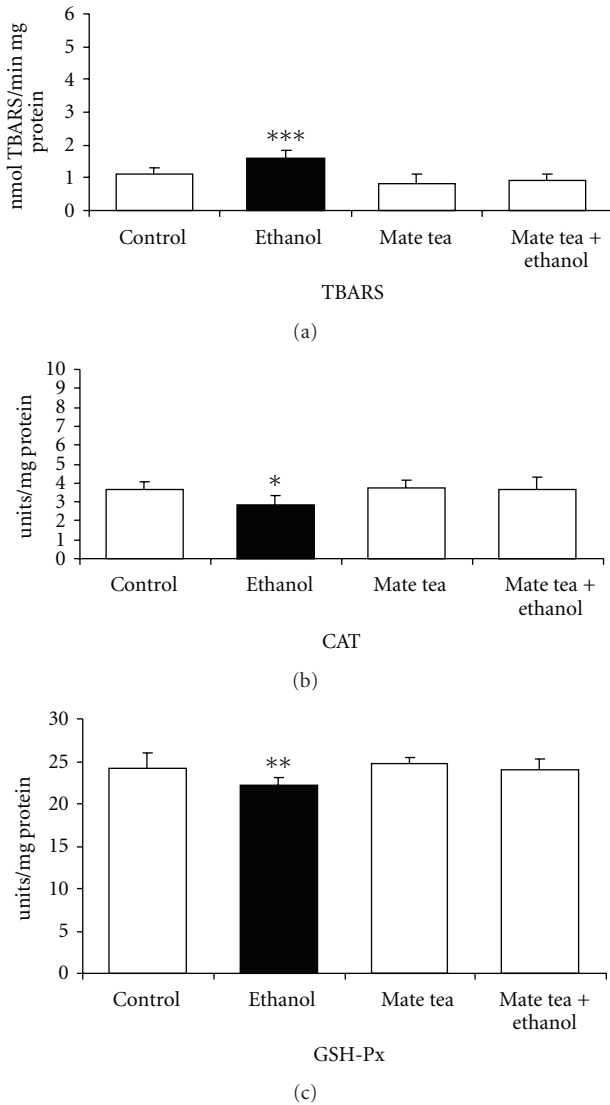 nmol TBARS/min mg
protein
6
5
4
3
2
1
0
***
Control Ethanol Mate tea Mate tea +
ethanol
TBARS
(a)
units/mg protein
10
9
8
7
6
5
4
3
2
1
0
*
Control Ethanol Mate tea Mate tea +
ethanol
CAT
(b)
units/mg protein
30
25
20
15
10
5
0
**
Control Ethanol Mate tea Mate tea +
ethanol
GSH-Px
(c)